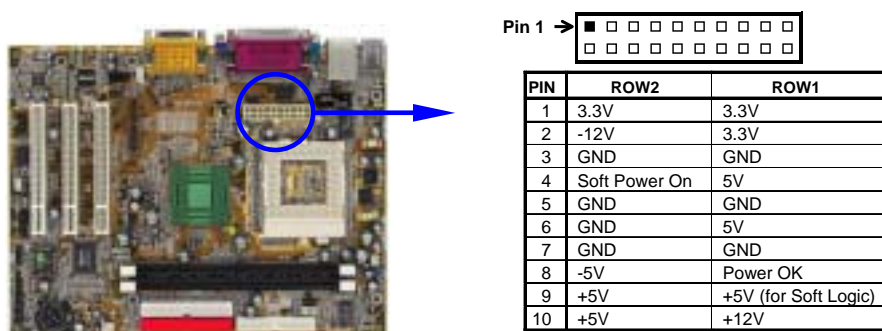 Pin 1
PIN ROW2 ROW1
1 3.3V 3.3V
2 -12V 3.3V
3 GND GND
4 Soft Power On 5V
5 GND GND
6 GND 5V
7 GND GND
8 -5V Power OK
9 +5V +5V (for Soft Logic)
10 +5V +12V